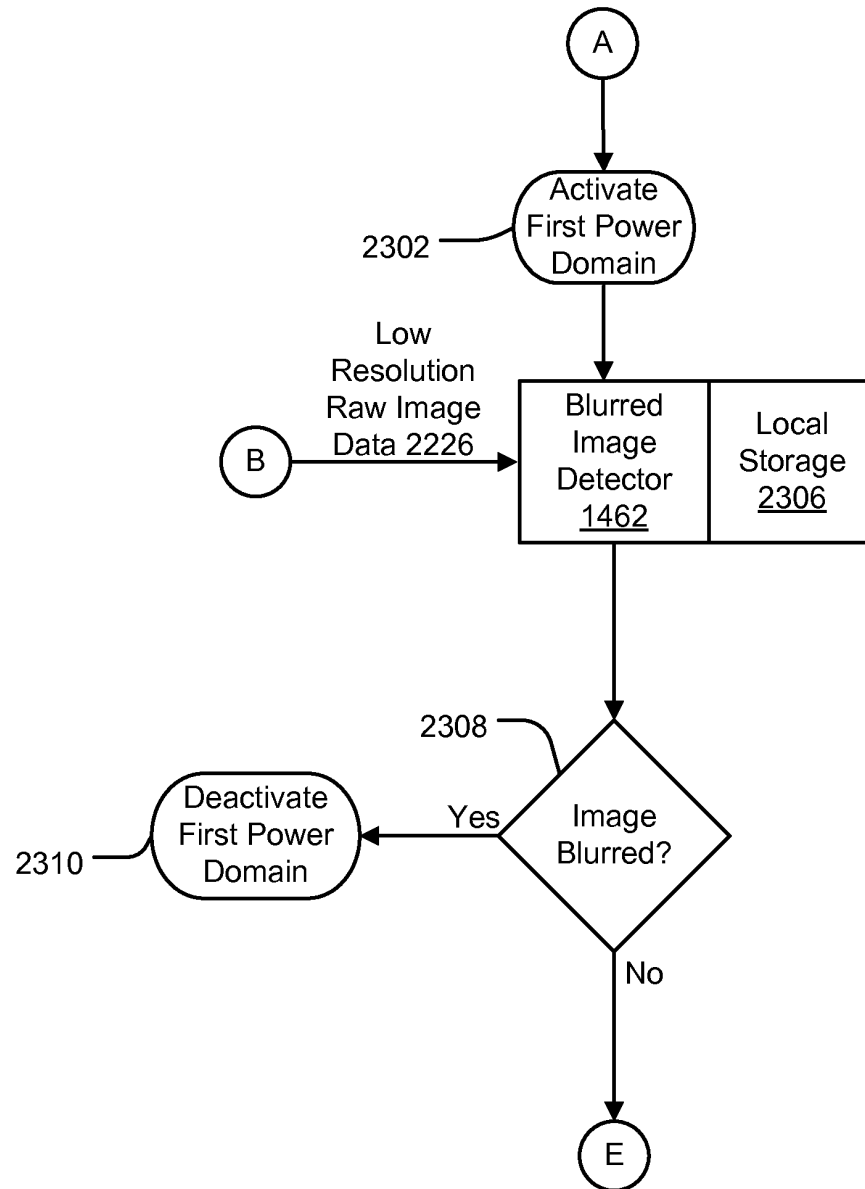 A
Activate
First Power
Domain
2302
Low
Resolution
Raw Image
Data 2226
B
Blurred
Image
Detector
1462
Local
Storage
2306
2308
Image
Blurred?
Yes
Deactivate
First Power
Domain
2310
No
E